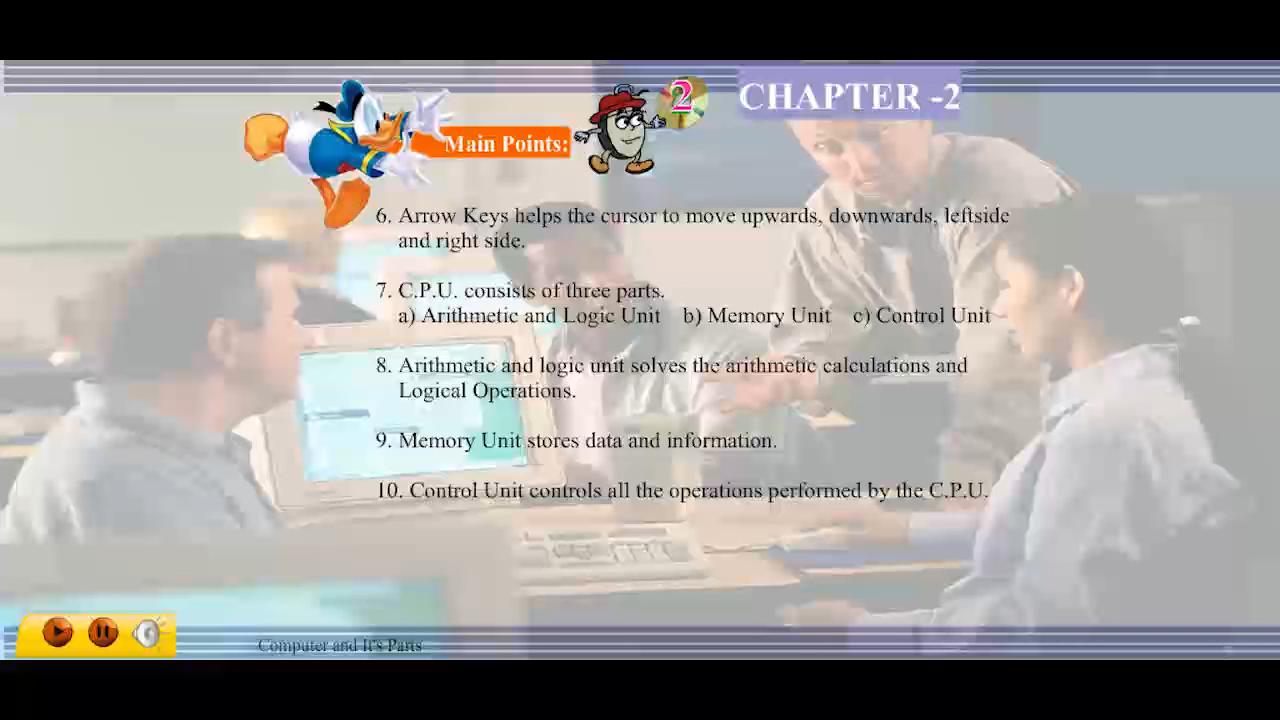 2
CHAPTER -2
Main Points:
6. Arrow Keys helps the cursor to move upwards, downwards, leftside
and right side.
7. C.P.U. consists of three parts.
a) Arithmetic and Logic Unit b) Memory Unit c) Control Unit
8. Arithmetic and logic unit solves the arithmetic calculations and
Logical Operations.
9. Memory Unit stores data and information.
10. Control Unit controls all the operations performed by the C.P.U.
Computer and It's Parts